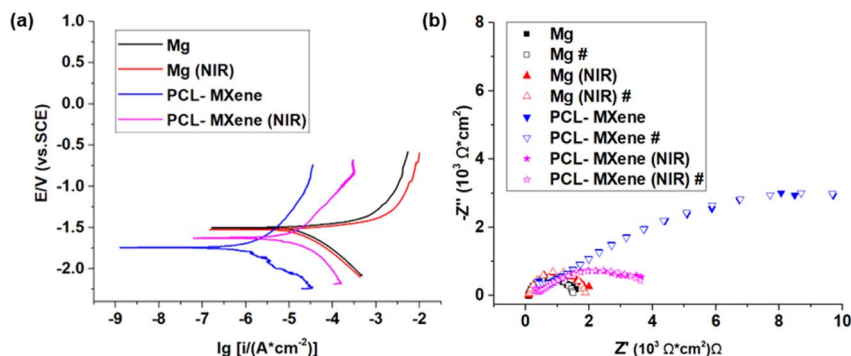 (a)
1.0
0.5
0.0
-0.5
-1.0
-1.5
-2.0
E/V (vs.SCE)
Mg
Mg (NIR)
PCL- MXene
PCL- MXene (NIR)
-9 -8 -7 -6 -5 -4 -3 -2
lg [i/(A*cm-2)]
(b)
8
6
4
2
0
-Z'' (10³ Ω*cm2)
Mg
Mg #
Mg (NIR)
Mg (NIR) #
PCL- MXene
PCL- MXene #
PCL- MXene (NIR)
PCL- MXene (NIR) #
0 2 4 6 8 10
Z' (10³ Ω*cm2)Ω